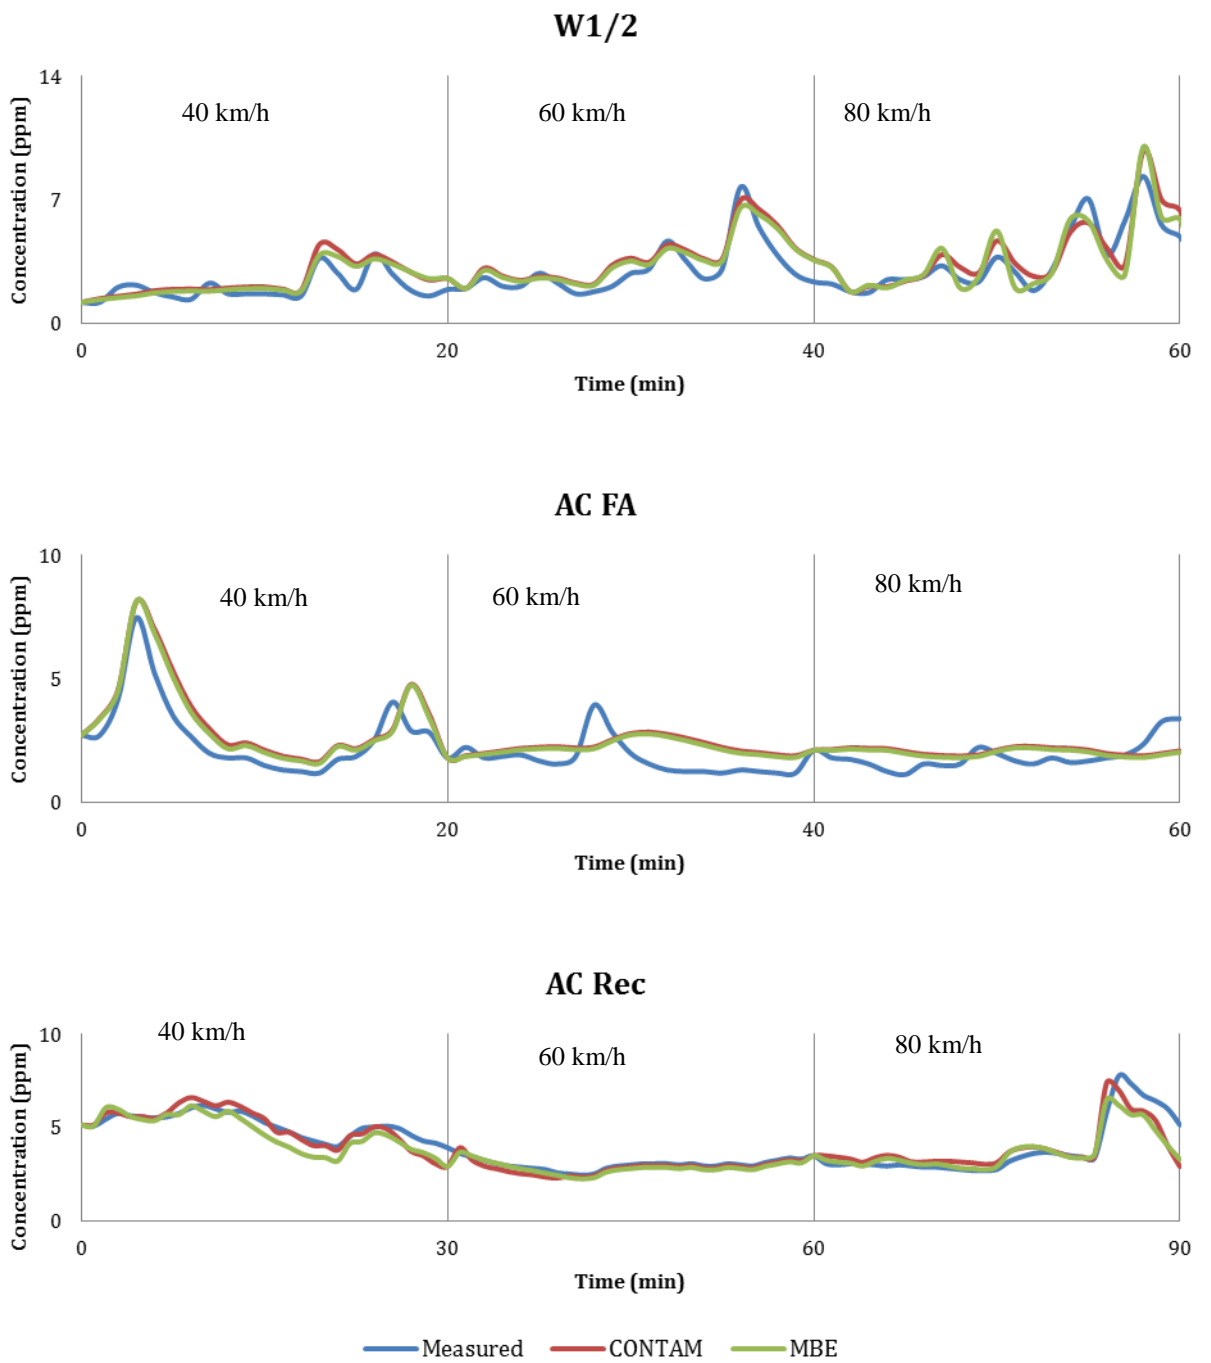 W1/2
14
7
0
Concentration (ppm)
40 km/h
60 km/h
80 km/h
0
20
40
60
Time (min)
AC FA
10
5
0
Concentration (ppm)
40 km/h
60 km/h
80 km/h
0
20
40
60
Time (min)
AC Rec
10
5
0
Concentration (ppm)
40 km/h
60 km/h
80 km/h
0
30
60
90
Time (min)
Measured
CONTAM
MBE